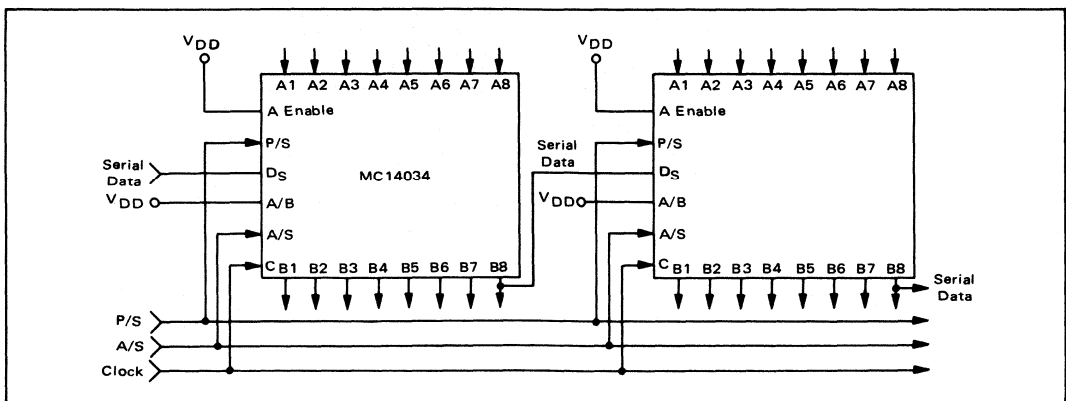 VDD
A1 A2 A3 A4 A5 A6 A7 A8
A Enable
P/S
Serial
Data
DS
MC14034
VDD
A/B
A/S
C
B1 B2 B3 B4 B5 B6 B7 B8
VDD
A1 A2 A3 A4 A5 A6 A7 A8
A Enable
P/S
Serial
Data
DS
VDD
A/B
A/S
C
B1 B2 B3 B4 B5 B6 B7 B8
Serial
Data
P/S
A/S
Clock